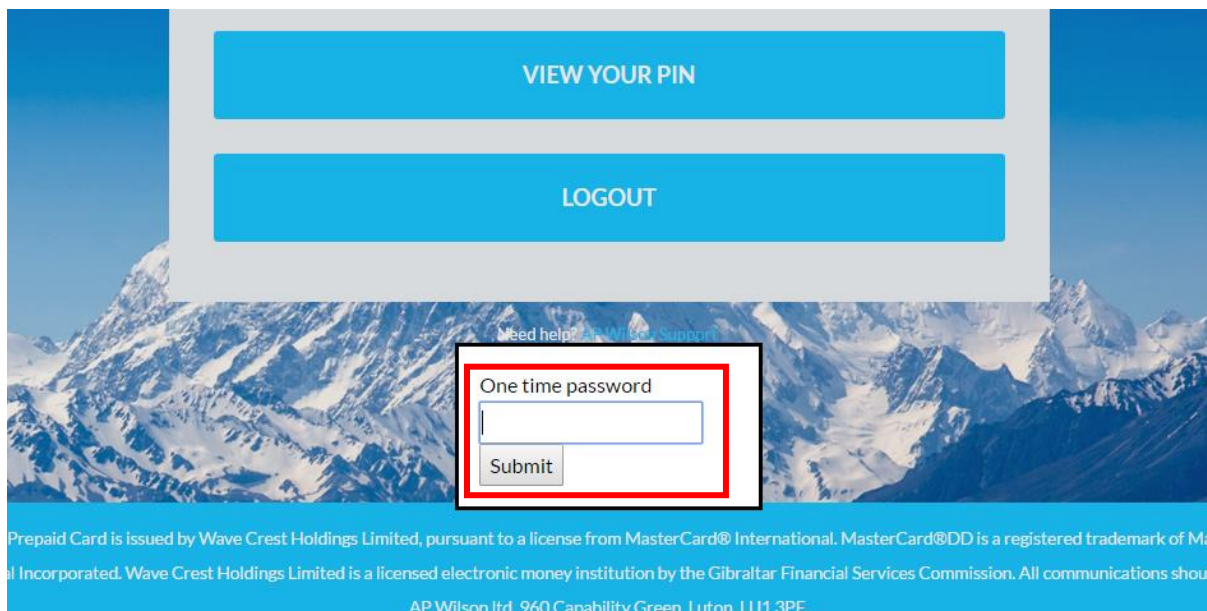 VIEW YOUR PIN
LOGOUT
Need help? AP Wilson Support
One time password
Submit
Prepaid Card is issued by Wave Crest Holdings Limited, pursuant to a license from MasterCard® International. MasterCard®DD is a registered trademark of Ma
al Incorporated. Wave Crest Holdings Limited is a licensed electronic money institution by the Gibraltar Financial Services Commission. All communications shou
AP Wilson ltd, 960 Capability Green, Luton, LU1 3PE